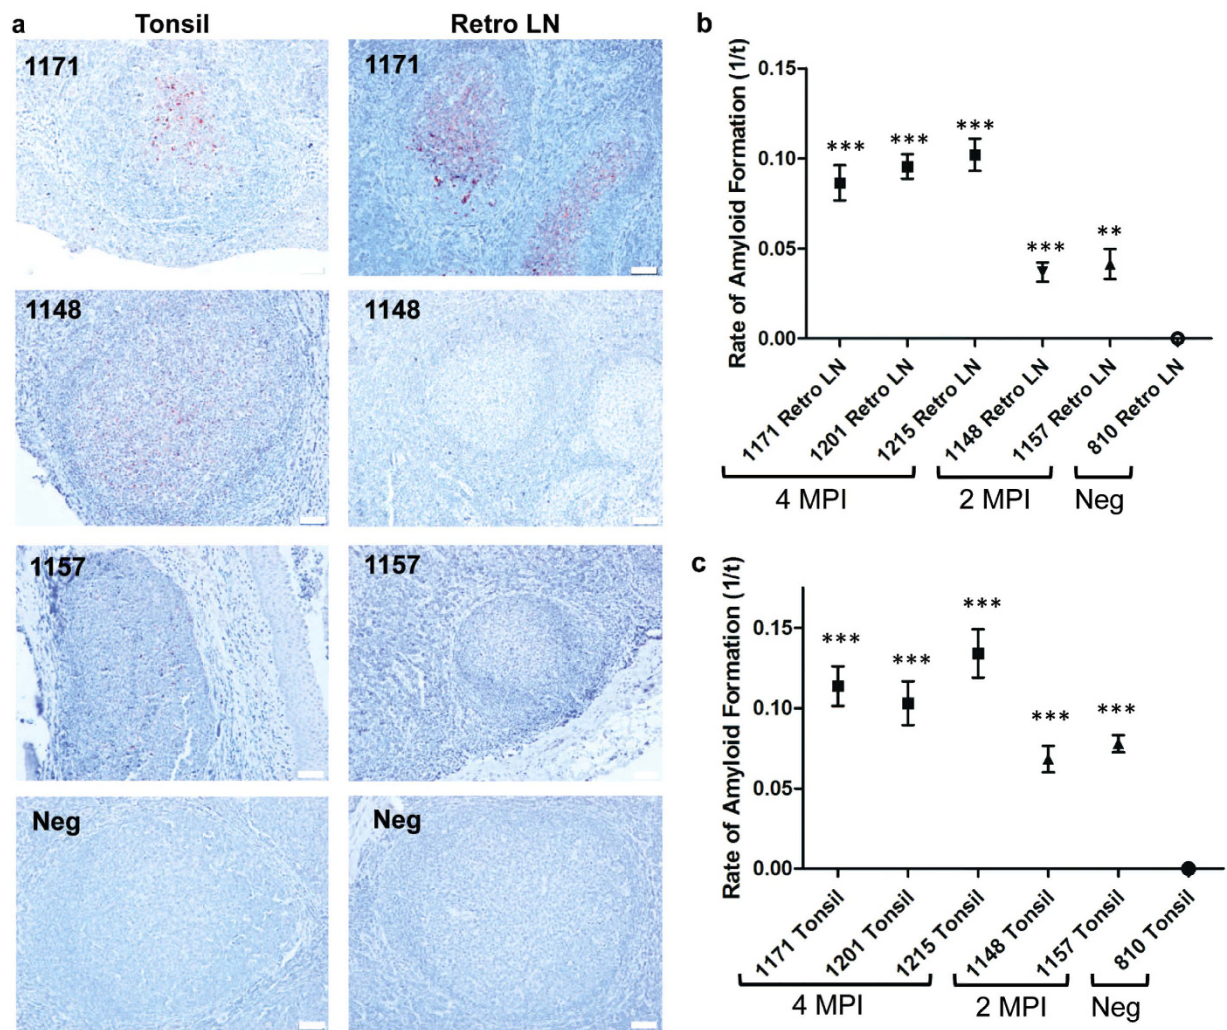 a
Tonsil
Retro LN
1171
1171
1148
1148
1157
1157
Neg
Neg
b
Rate of Amyloid Formation (1/t)
0.15
0.10
0.05
0.00
***
***
***
***
**
1171 Retro LN
1201 Retro LN
1215 Retro LN
1148 Retro LN
1157 Retro LN
810 Retro LN
4 MPI
2 MPI
Neg
c
Rate of Amyloid Formation (1/t)
0.15
0.10
0.05
0.00
***
***
***
***
***
1171 Tonsil
1201 Tonsil
1215 Tonsil
1148 Tonsil
1157 Tonsil
810 Tonsil
4 MPI
2 MPI
Neg